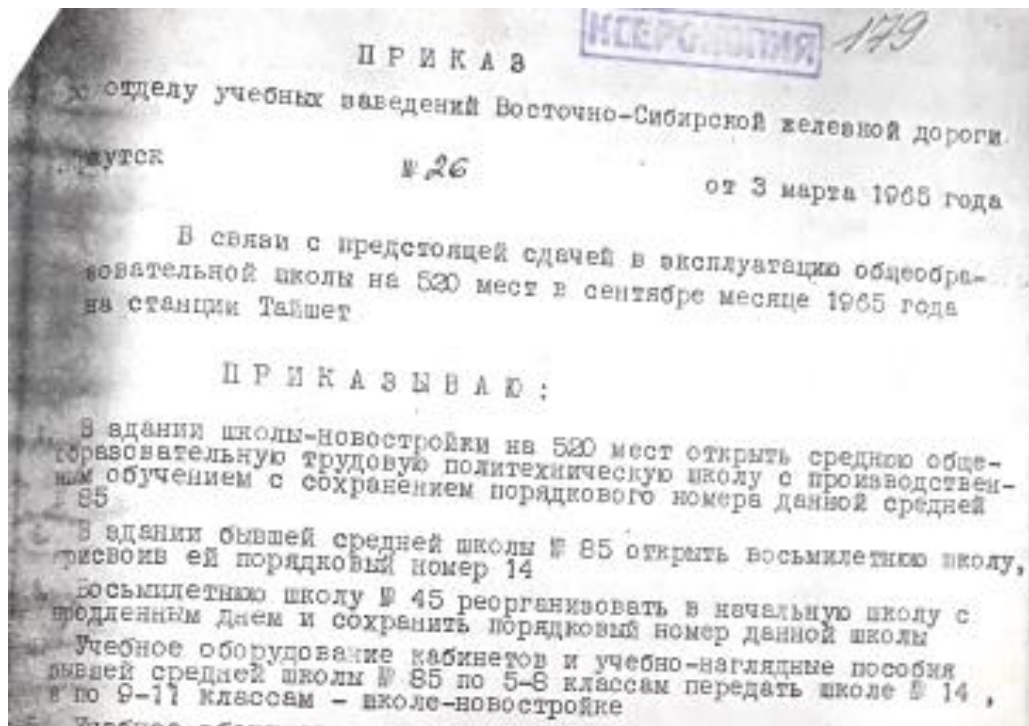 КСЕРОКОПИЯ 179
ПРИКАЗ
по отделу учебных заведений Восточно-Сибирской железной дороги
№ 26
от 3 марта 1965 года
В связи с предстоящей сдачей в эксплуатацию общеобра-
зовательной школы на 520 мест в сентябре месяце 1965 года
на станции Тайшет
ПРИКАЗЫВАЮ:
1. В здании школы-новостройки на 520 мест открыть среднюю обще-
образовательную трудовую политехническую школу с производствен-
ным обучением с сохранением порядкового номера данной средней
85
В здании бывшей средней школы № 85 открыть восьмилетнюю школу,
присвоив ей порядковый номер 14
Восьмилетнюю школу № 45 реорганизовать в начальную школу с
продленным днем и сохранить порядковый номер данной школы
Учебное оборудование кабинетов и учебно-наглядные пособия
бывшей средней школы № 85 по 5-8 классам передать школе № 14 ,
а по 9-11 классам - школе-новостройке